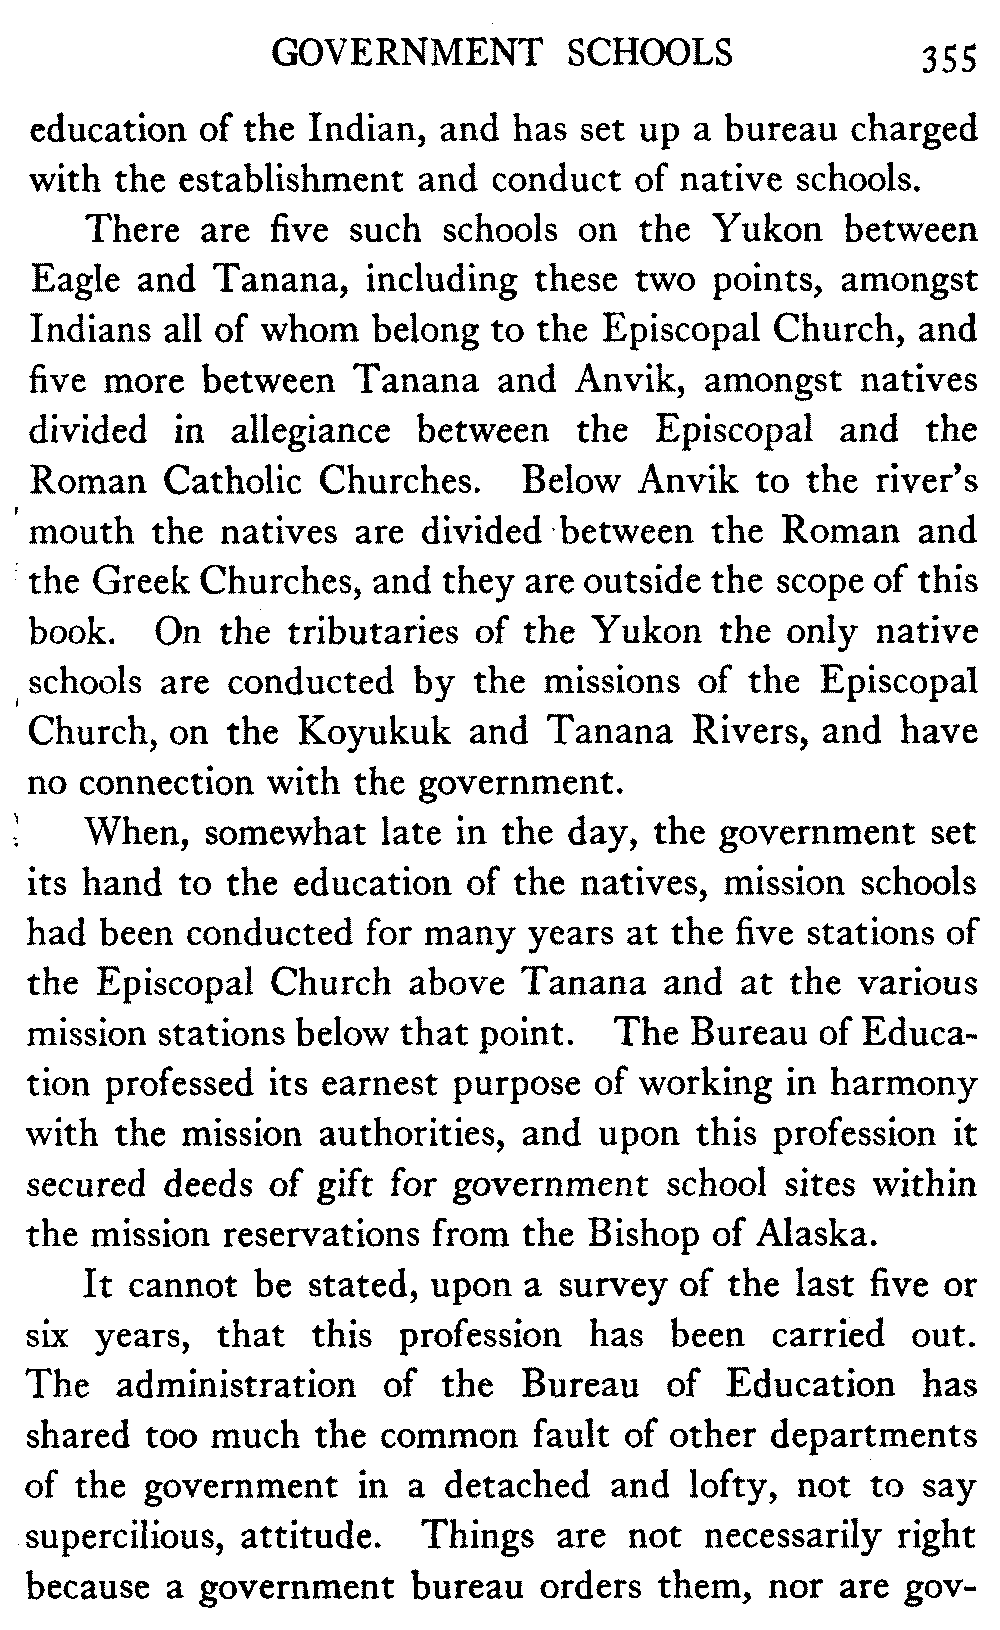 GOVERNMENT SCHOOLS 355
education of the Indian, and has set up a bureau charged
with the establishment and conduct of native schools.
There are five such schools on the Yukon between
Eagle and Tanana, including these two points, amongst
Indians all of whom belong to the Episcopal Church, and
five more between Tanana and Anvik, amongst natives
divided in allegiance between the Episcopal and the
Roman Catholic Churches. Below Anvik to the river's
mouth the natives are divided between the Roman and
the Greek Churches, and they are outside the scope of this
book. On the tributaries of the Yukon the only native
schools are conducted by the missions of the Episcopal
Church, on the Koyukuk and Tanana Rivers, and have
no connection with the government.
When, somewhat late in the day, the government set
its hand to the education of the natives, mission schools
had been conducted for many years at the five stations of
the Episcopal Church above Tanana and at the various
mission stations below that point. The Bureau of Educa-
tion professed its earnest purpose of working in harmony
with the mission authorities, and upon this profession it
secured deeds of gift for government school sites within
the mission reservations from the Bishop of Alaska.
It cannot be stated, upon a survey of the last five or
six years, that this profession has been carried out.
The administration of the Bureau of Education has
shared too much the common fault of other departments
of the government in a detached and lofty, not to say
supercilious, attitude. Things are not necessarily right
because a government bureau orders them, nor are gov-